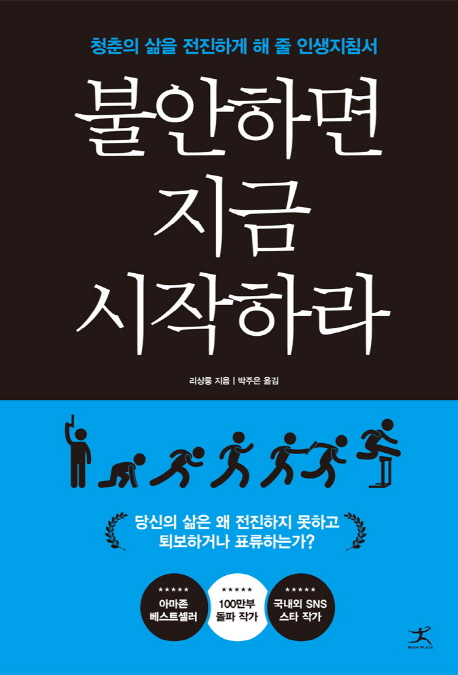 청춘의 삶을 전진하게 해 줄 인생지침서
불안하면
지금
시작하라
리상룽 지음 | 박주은 옮김
당신의 삶은 왜 전진하지 못하고
퇴보하거나 표류하는가?
★★★★★
아마존
베스트셀러
★★★★★
100만부
돌파 작가
★★★★★
국내외 SNS
스타 작가
BOOK PLAZA